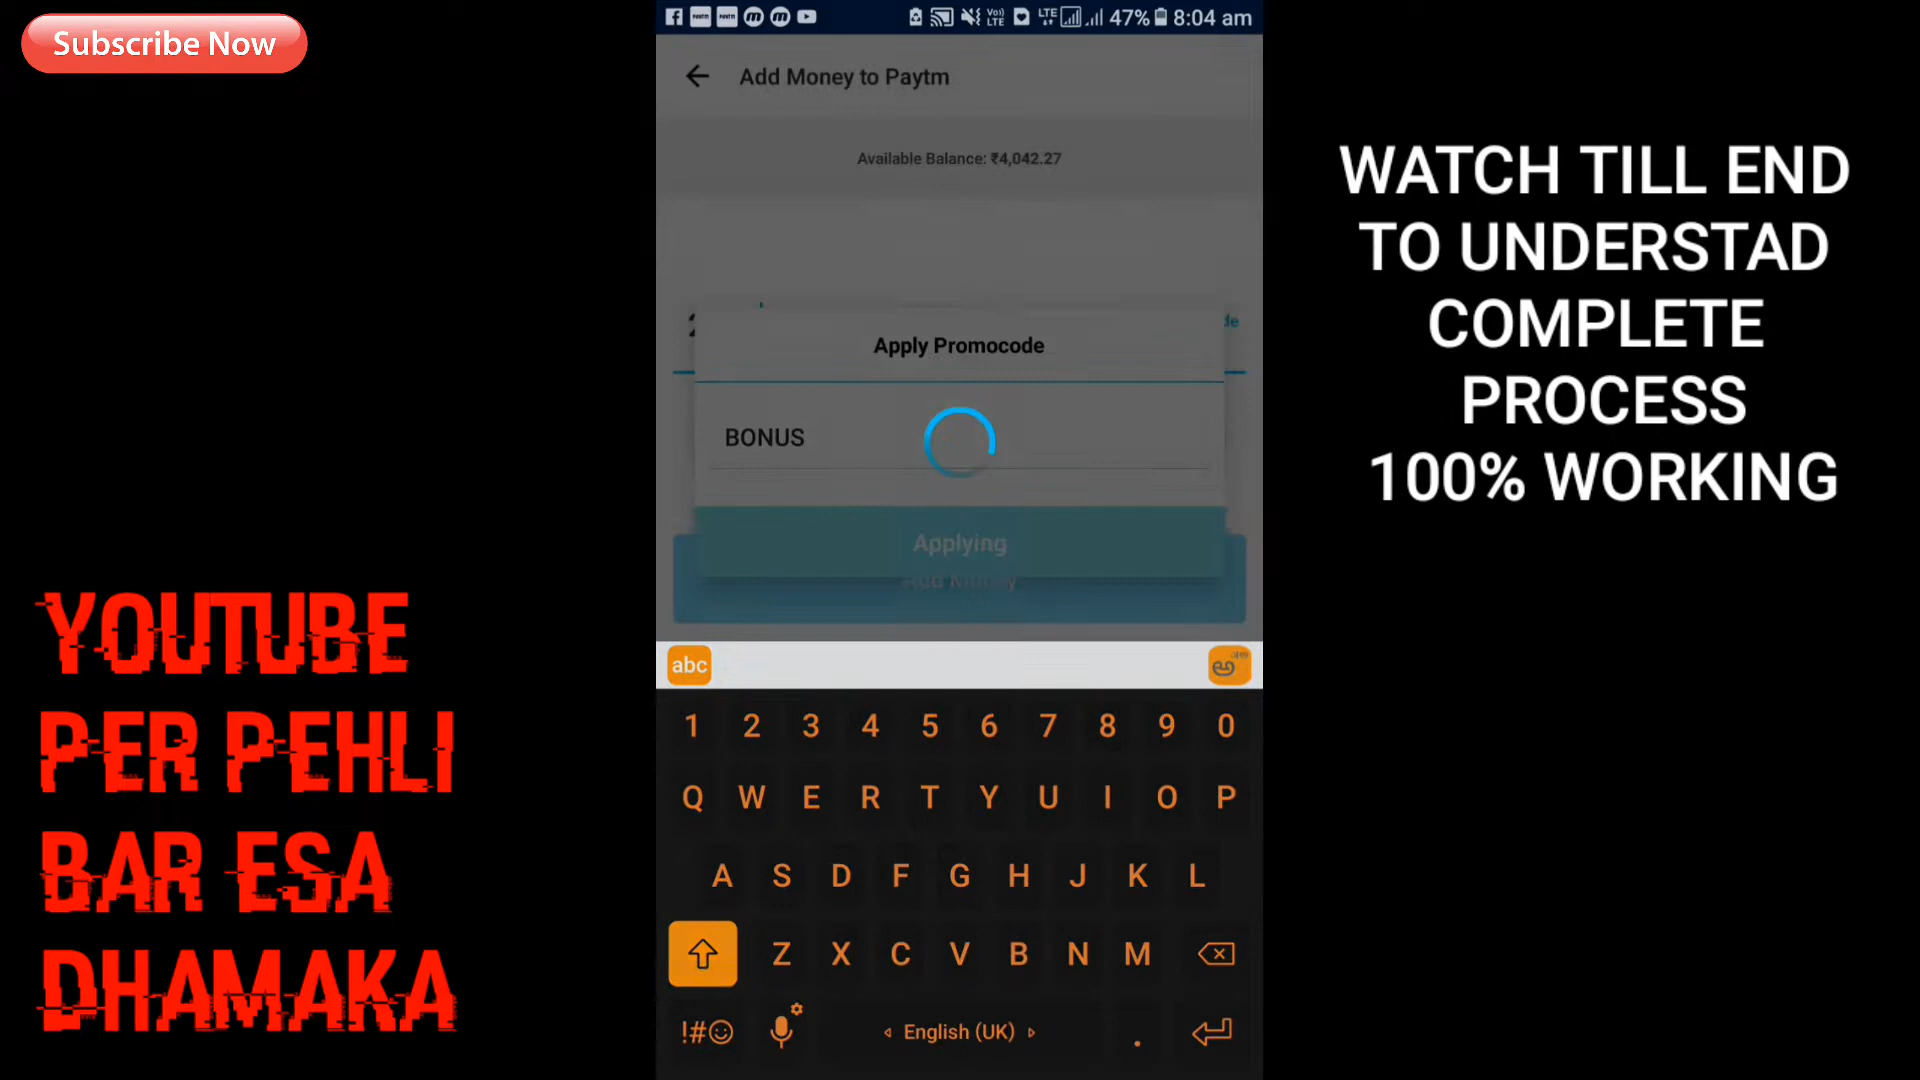 Subscribe Now
47% 8:04 am
Add Money to Paytm
Available Balance: ₹4,042.27
Apply Promocode
BONUS
Applying
Add Money
abc
1 2 3 4 5 6 7 8 9 0
Q W E R T Y U I O P
A S D F G H J K L
Z X C V B N M
!#☺ English (UK) .
WATCH TILL END
TO UNDERSTAD
COMPLETE
PROCESS
100% WORKING
YOUTUBE
PER PEHLI
BAR ESA
DHAMAKA